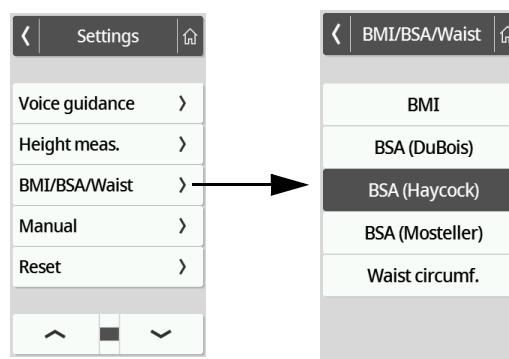 Settings
Voice guidance
Height meas.
BMI/BSA/Waist
Manual
Reset
BMI/BSA/Waist
BMI
BSA (DuBois)
BSA (Haycock)
BSA (Mosteller)
Waist circumf.